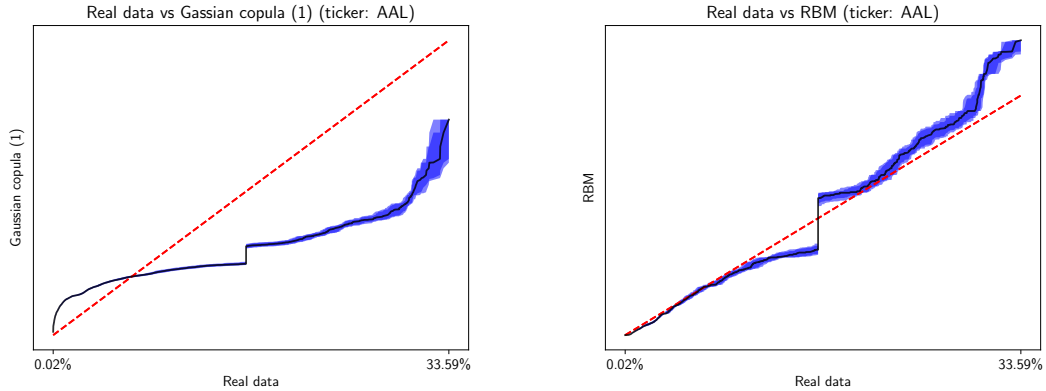 Real data vs Gassian copula (1) (ticker: AAL)
Gaussian copula (1)
0.02%
33.59%
Real data
Real data vs RBM (ticker: AAL)
RBM
0.02%
33.59%
Real data